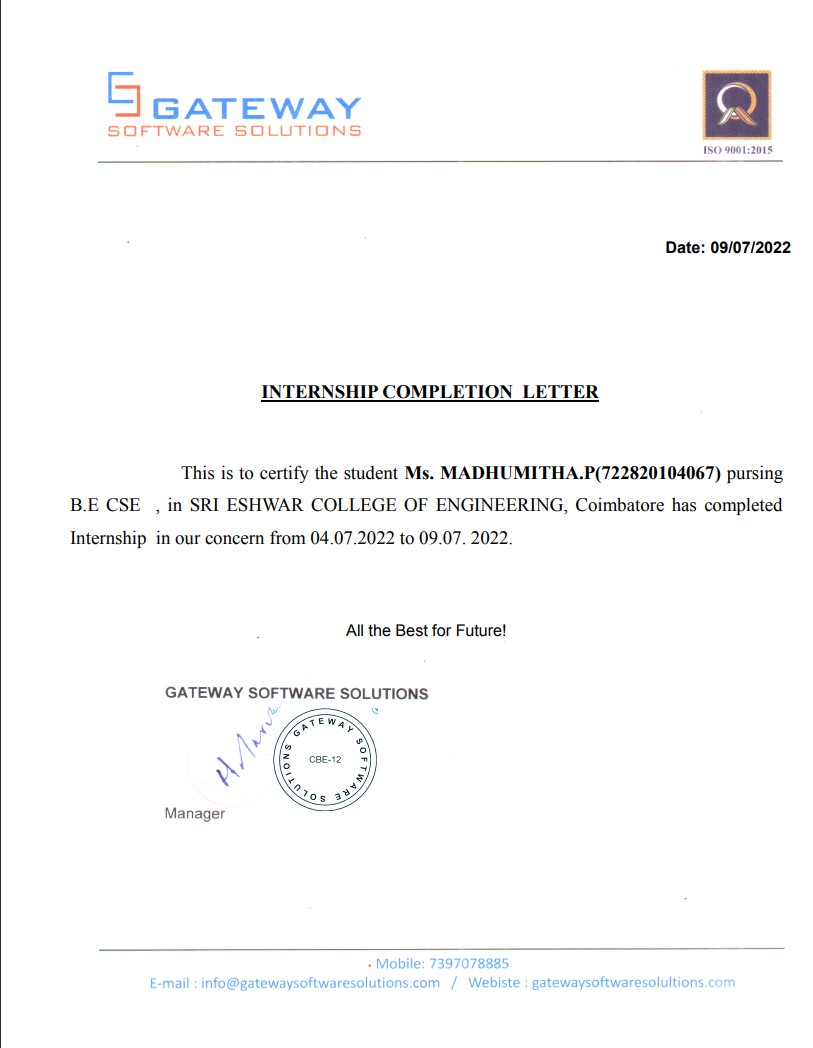 GATEWAY
SOFTWARE SOLUTIONS
ISO 9001:2015
Date: 09/07/2022
INTERNSHIP COMPLETION LETTER
This is to certify the student Ms. MADHUMITHA.P(722820104067) pursing
B.E CSE , in SRI ESHWAR COLLEGE OF ENGINEERING, Coimbatore has completed
Internship in our concern from 04.07.2022 to 09.07. 2022.
All the Best for Future!
GATEWAY SOFTWARE SOLUTIONS
GATEWAY SOFTWARE SOLUTIONS
CBE-12
Manager
Mobile: 7397078885
E-mail : info@gatewaysoftwaresolutions.com / Webiste : gatewaysoftwaresolultions.com